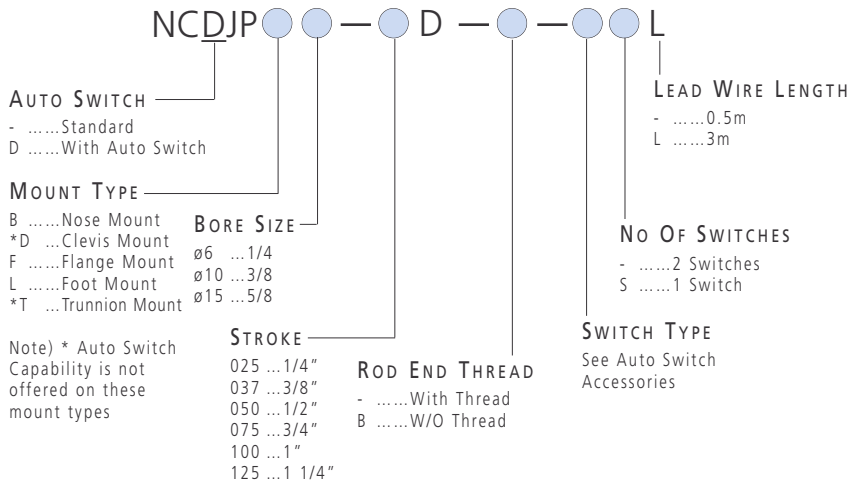 NCDJP — D — — L
AUTO SWITCH
- ......Standard
D ......With Auto Switch
MOUNT TYPE
B ......Nose Mount
*D ...Clevis Mount
F ......Flange Mount
L ......Foot Mount
*T ...Trunnion Mount
Note) * Auto Switch
Capability is not
offered on these
mount types
BORE SIZE
ø6 ...1/4
ø10 ...3/8
ø15 ...5/8
STROKE
025 ...1/4"
037 ...3/8"
050 ...1/2"
075 ...3/4"
100 ...1"
125 ...1 1/4"
ROD END THREAD
- ......With Thread
B ......W/O Thread
SWITCH TYPE
See Auto Switch
Accessories
NO OF SWITCHES
- ......2 Switches
S ......1 Switch
LEAD WIRE LENGTH
- ......0.5m
L ......3m